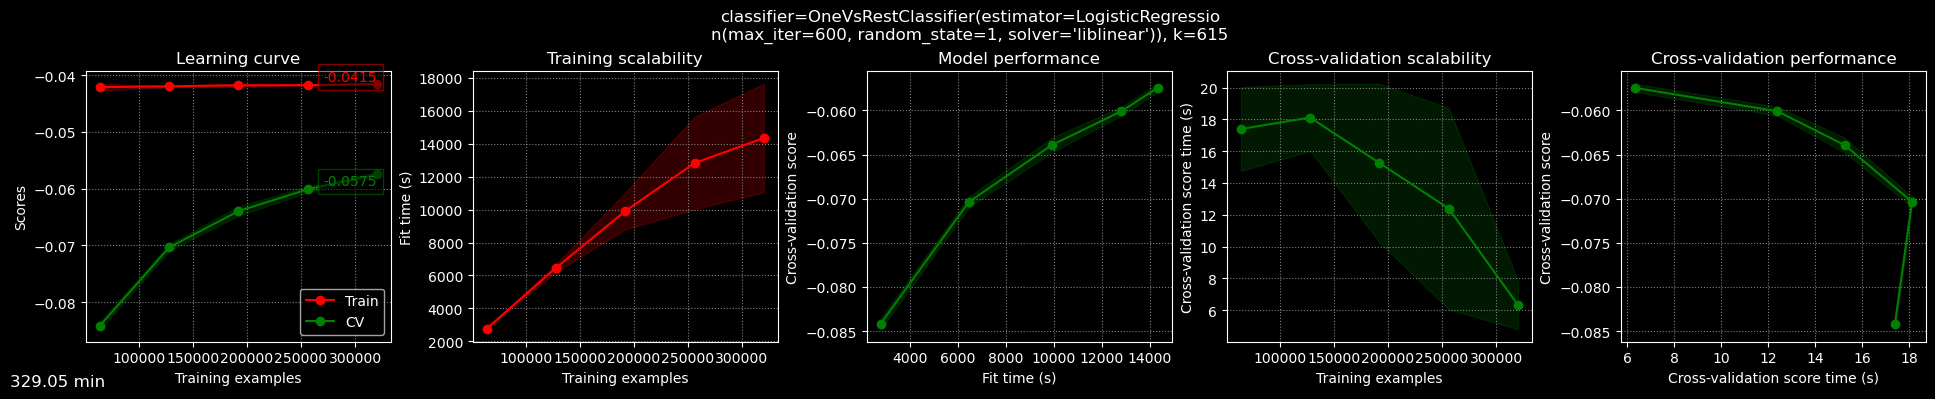 classifier=OneVsRestClassifier(estimator=LogisticRegressio
n(max_iter=600, random_state=1, solver='liblinear')), k=615
Learning curve
Scores
−0.04
−0.05
−0.06
−0.07
−0.08
-0.0415
-0.0575
Train
CV
100000 150000 200000 250000 300000
Training examples
Training scalability
Fit time (s)
18000
16000
14000
12000
10000
8000
6000
4000
2000
100000 150000 200000 250000 300000
Training examples
Model performance
Cross-validation score
−0.060
−0.065
−0.070
−0.075
−0.080
−0.085
4000 6000 8000 10000 12000 14000
Fit time (s)
Cross-validation scalability
Cross-validation score time (s)
20
18
16
14
12
10
8
6
100000 150000 200000 250000 300000
Training examples
Cross-validation performance
Cross-validation score
−0.060
−0.065
−0.070
−0.075
−0.080
−0.085
6 8 10 12 14 16 18
Cross-validation score time (s)
329.05 min